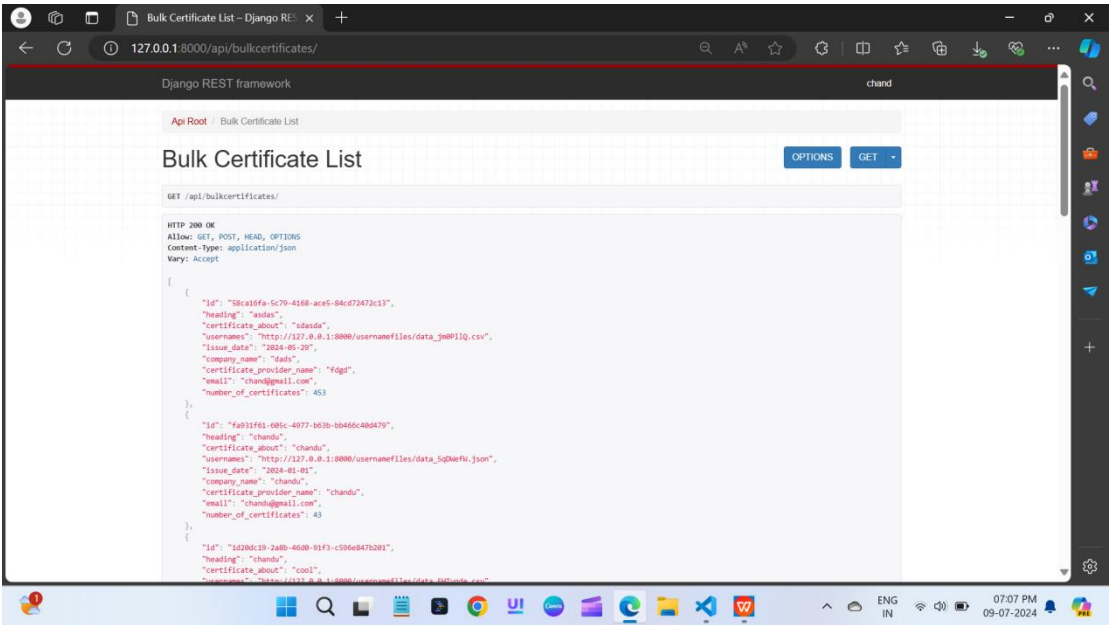 Bulk Certificate List – Django RES
127.0.0.1:8000/api/bulkcertificates/
Django REST framework
chand
Api Root / Bulk Certificate List
Bulk Certificate List
OPTIONS
GET
GET /api/bulkcertificates/
HTTP 200 OK
Allow: GET, POST, HEAD, OPTIONS
Content-Type: application/json
Vary: Accept
[
{
"id": "58ca16fa-5c79-4168-ace5-84cd72472c13",
"heading": "asdas",
"certificate_about": "sdasda",
"usernames": "http://127.0.0.1:8000/usernamefiles/data_jm0PllQ.csv",
"issue_date": "2024-05-29",
"company_name": "dads",
"certificate_provider_name": "fdgd",
"email": "chand@gmail.com",
"number_of_certificates": 453
},
{
"id": "fa931f61-605c-4977-b63b-bb466c40d479",
"heading": "chandu",
"certificate_about": "chandu",
"usernames": "http://127.0.0.1:8000/usernamefiles/data_SqDWefW.json",
"issue_date": "2024-01-01",
"company_name": "chandu",
"certificate_provider_name": "chandu",
"email": "chandu@gmail.com",
"number_of_certificates": 43
},
{
"id": "1d20dc19-2a8b-46d0-91f3-c596e847b201",
"heading": "chandu",
"certificate_about": "cool",
ENG
IN
07:07 PM
09-07-2024